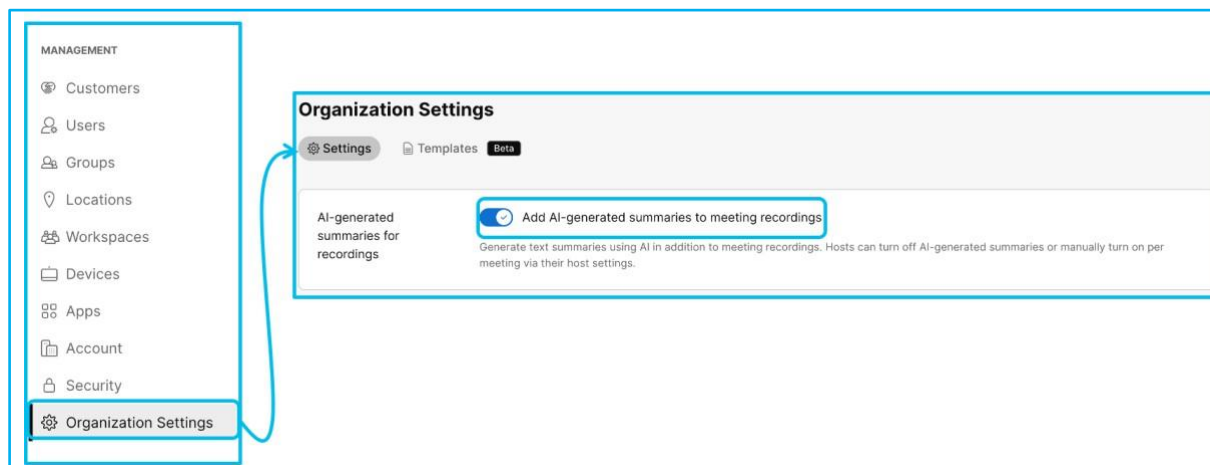 MANAGEMENT
Customers
Users
Groups
Locations
Workspaces
Devices
Apps
Account
Security
Organization Settings
Organization Settings
Settings Templates Beta
AI-generated
summaries for
recordings
Add AI-generated summaries to meeting recordings
Generate text summaries using AI in addition to meeting recordings. Hosts can turn off AI-generated summaries or manually turn on per
meeting via their host settings.